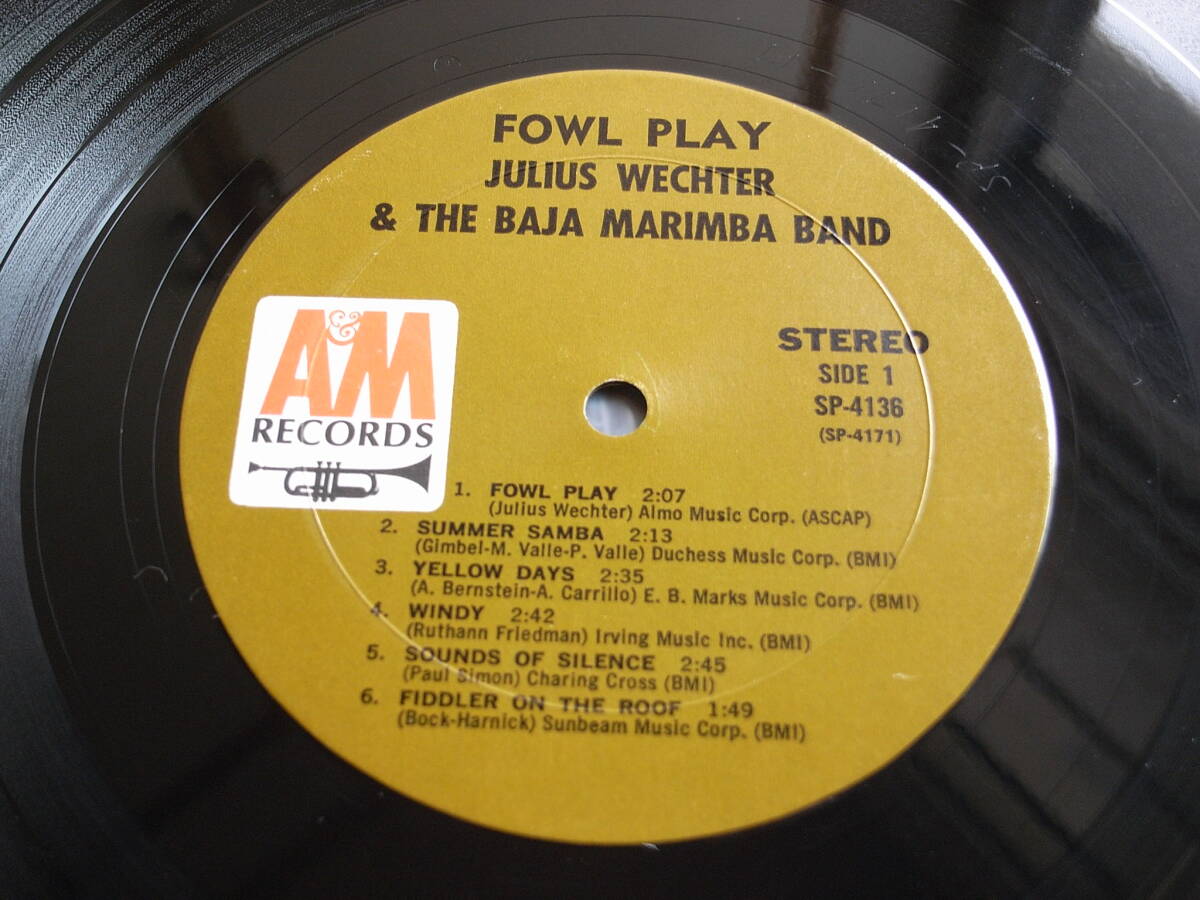 FOWL PLAY
JULIUS WECHTER
& THE BAJA MARIMBA BAND
A&M
RECORDS
STEREO
SIDE 1
SP-4136
(SP-4171)
1. FOWL PLAY 2:07
(Julius Wechter) Almo Music Corp. (ASCAP)
2. SUMMER SAMBA 2:13
(Gimbel-M. Valle-P. Valle) Duchess Music Corp. (BMI)
3. YELLOW DAYS 2:35
(A. Bernstein-A. Carrillo) E. B. Marks Music Corp. (BMI)
4. WINDY 2:42
(Ruthann Friedman) Irving Music Inc. (BMI)
5. SOUNDS OF SILENCE 2:45
(Paul Simon) Charing Cross (BMI)
6. FIDDLER ON THE ROOF 1:49
(Bock-Harnick) Sunbeam Music Corp. (BMI)